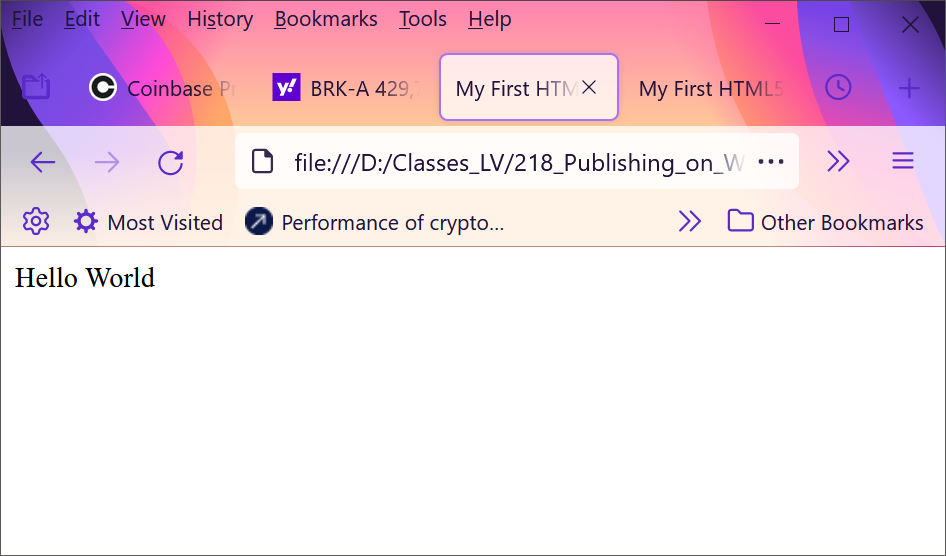 File Edit View History Bookmarks Tools Help
Coinbase P BRK-A 429, My First HTM My First HTML5
file:///D:/Classes_LV/218_Publishing_on_W
Most Visited Performance of crypto... Other Bookmarks
Hello World